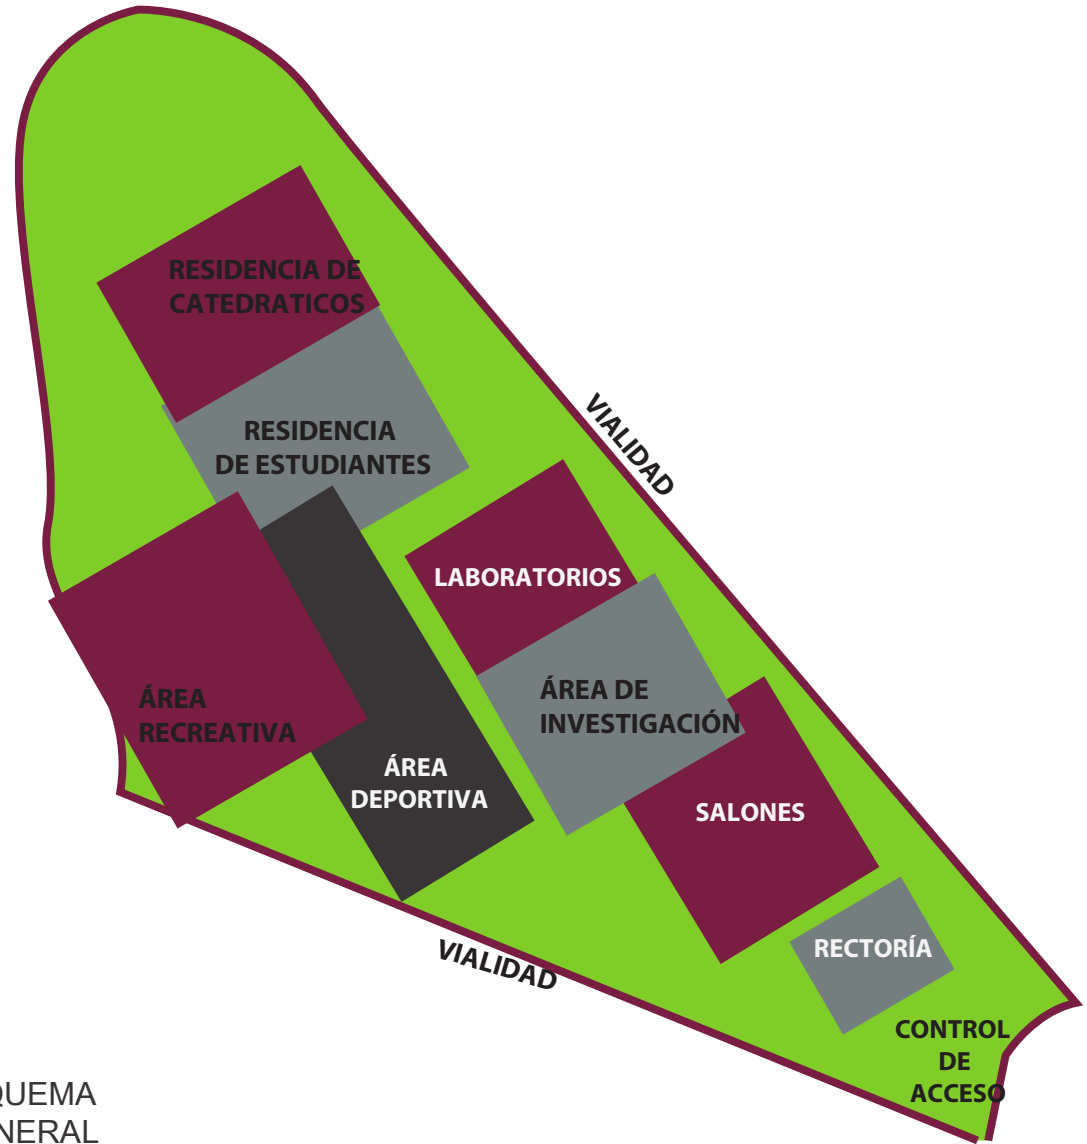 RESIDENCIA DE
CATEDRATICOS
RESIDENCIA
DE ESTUDIANTES
VIALIDAD
LABORATORIOS
ÁREA DE
INVESTIGACIÓN
ÁREA
RECREATIVA
ÁREA
DEPORTIVA
SALONES
RECTORÍA
VIALIDAD
CONTROL
DE
ACCESO
QUEMA
NERAL